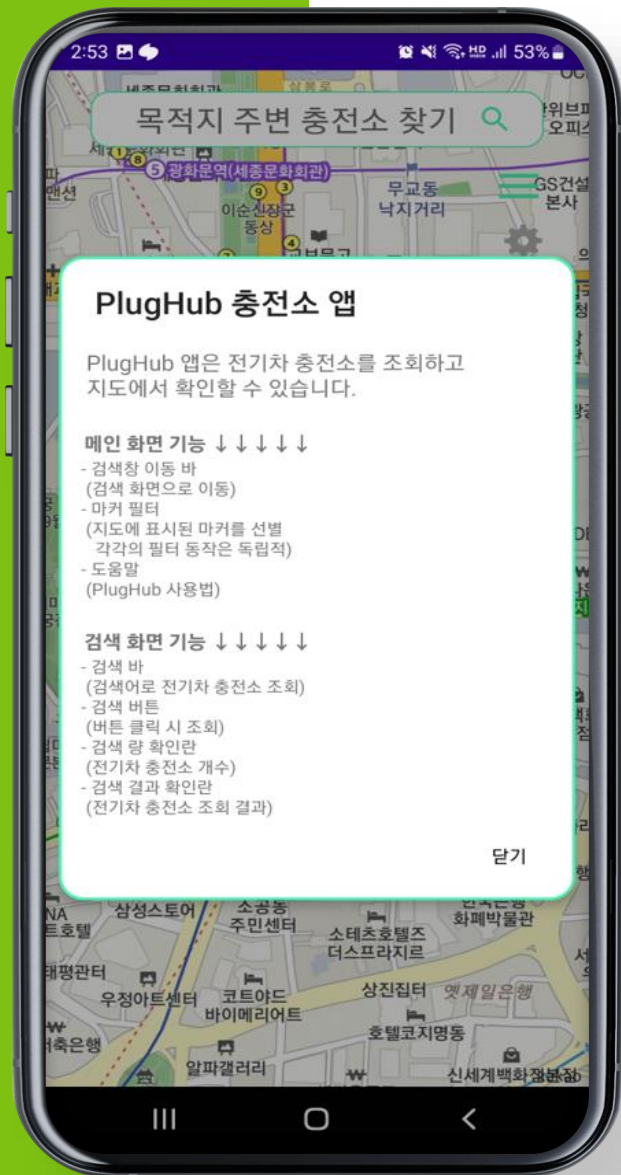 2:53
HD
53%
목적지 주변 충전소 찾기
광화문역(세종문화회관)
이순신장군
동상
무교동
낙지거리
GS건설
본사
PlugHub 충전소 앱
PlugHub 앱은 전기차 충전소를 조회하고
지도에서 확인할 수 있습니다.
메인 화면 기능 ↓↓↓↓↓
- 검색창 이동 바
(검색 화면으로 이동)
- 마커 필터
(지도에 표시된 마커를 선별
각각의 필터 동작은 독립적)
- 도움말
(PlugHub 사용법)
검색 화면 기능 ↓↓↓↓↓
- 검색 바
(검색어로 전기차 충전소 조회)
- 검색 버튼
(버튼 클릭 시 조회)
- 검색 량 확인란
(전기차 충전소 개수)
- 검색 결과 확인란
(전기차 충전소 조회 결과)
닫기
삼성스토어
소공동
주민센터
화폐박물관
소테츠호텔즈
더스프라지르
태평관터
우정아트센터
코트야드
바이메리어트
상진집터
옛제일은행
호텔코지명동
알파갤러리
신세계백화점본점